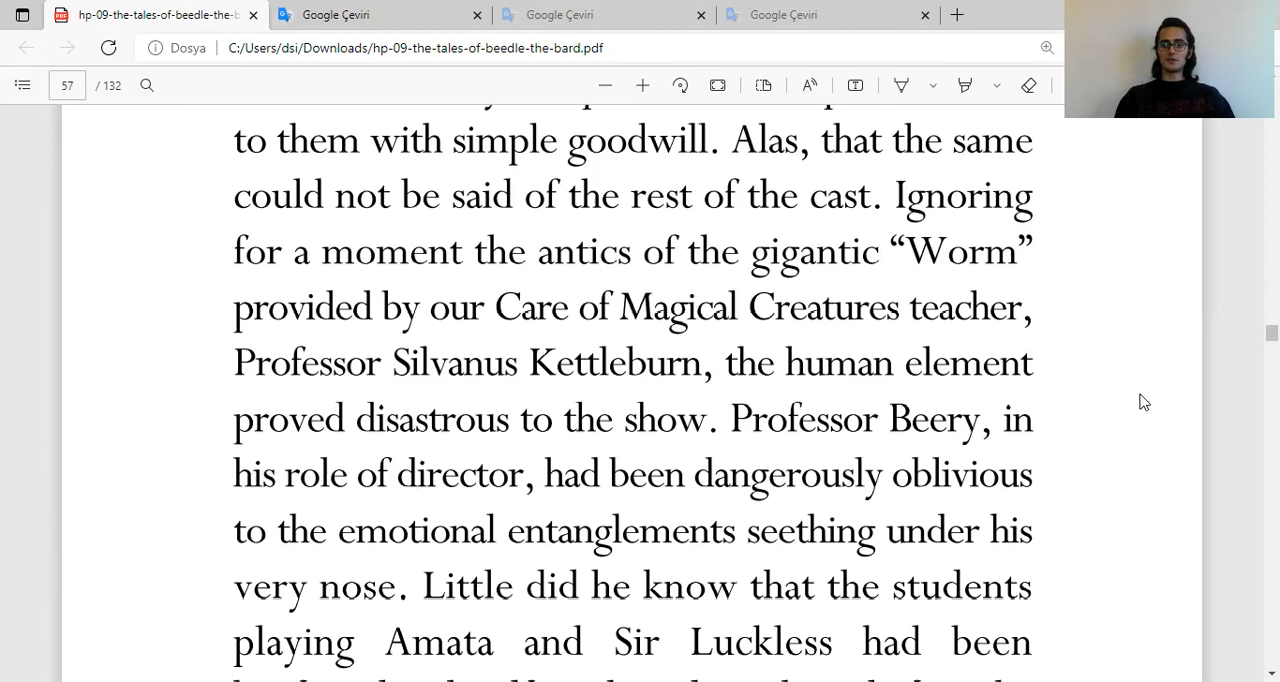 hp-09-the-tales-of-beedle-the-b
Google Çeviri
Google Çeviri
Google Çeviri
Dosya
C:/Users/dsi/Downloads/hp-09-the-tales-of-beedle-the-bard.pdf
57 / 132
to them with simple goodwill. Alas, that the same
could not be said of the rest of the cast. Ignoring
for a moment the antics of the gigantic “Worm”
provided by our Care of Magical Creatures teacher,
Professor Silvanus Kettleburn, the human element
proved disastrous to the show. Professor Beery, in
his role of director, had been dangerously oblivious
to the emotional entanglements seething under his
very nose. Little did he know that the students
playing Amata and Sir Luckless had been